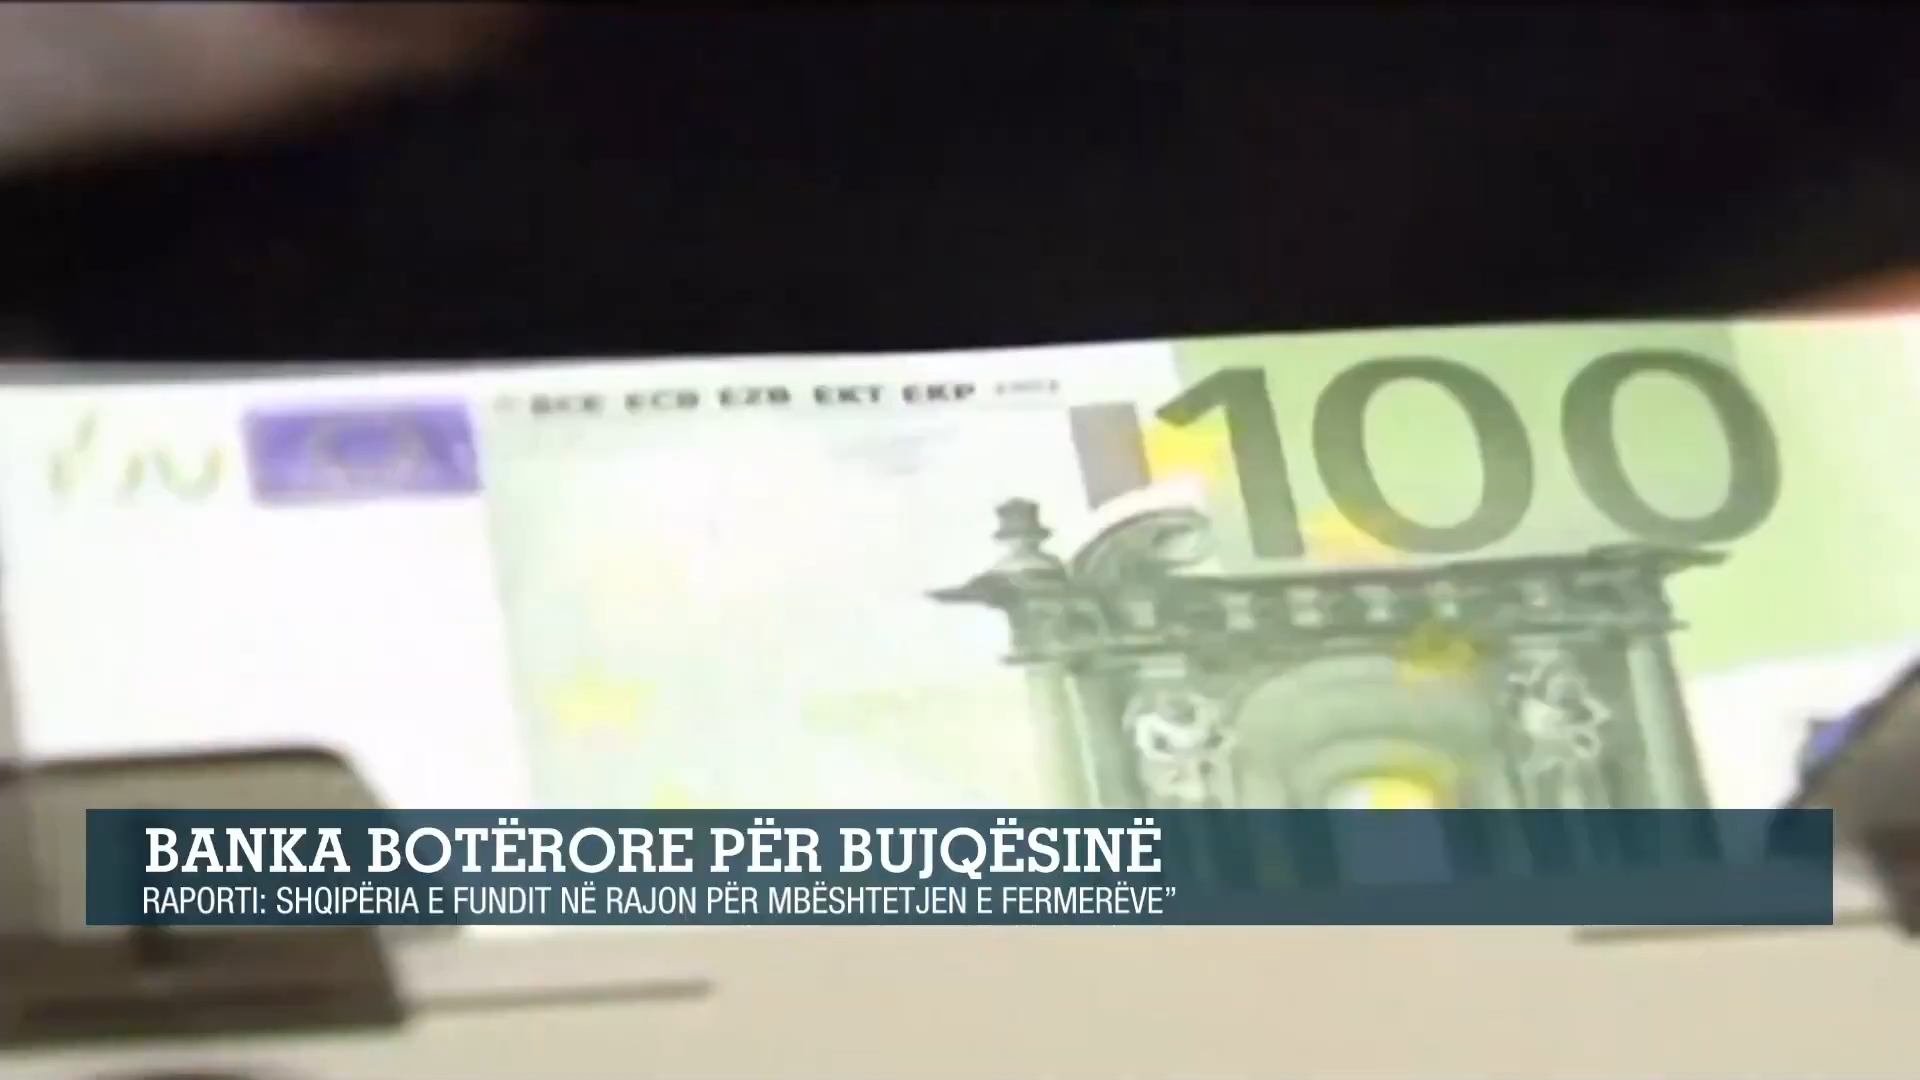 BCE ECB EZB EKT EKP
100
BANKA BOTËRORE PËR BUJQËSINË
RAPORTI: SHQIPËRIA E FUNDIT NË RAJON PËR MBËSHTETJEN E FERMERËVE”